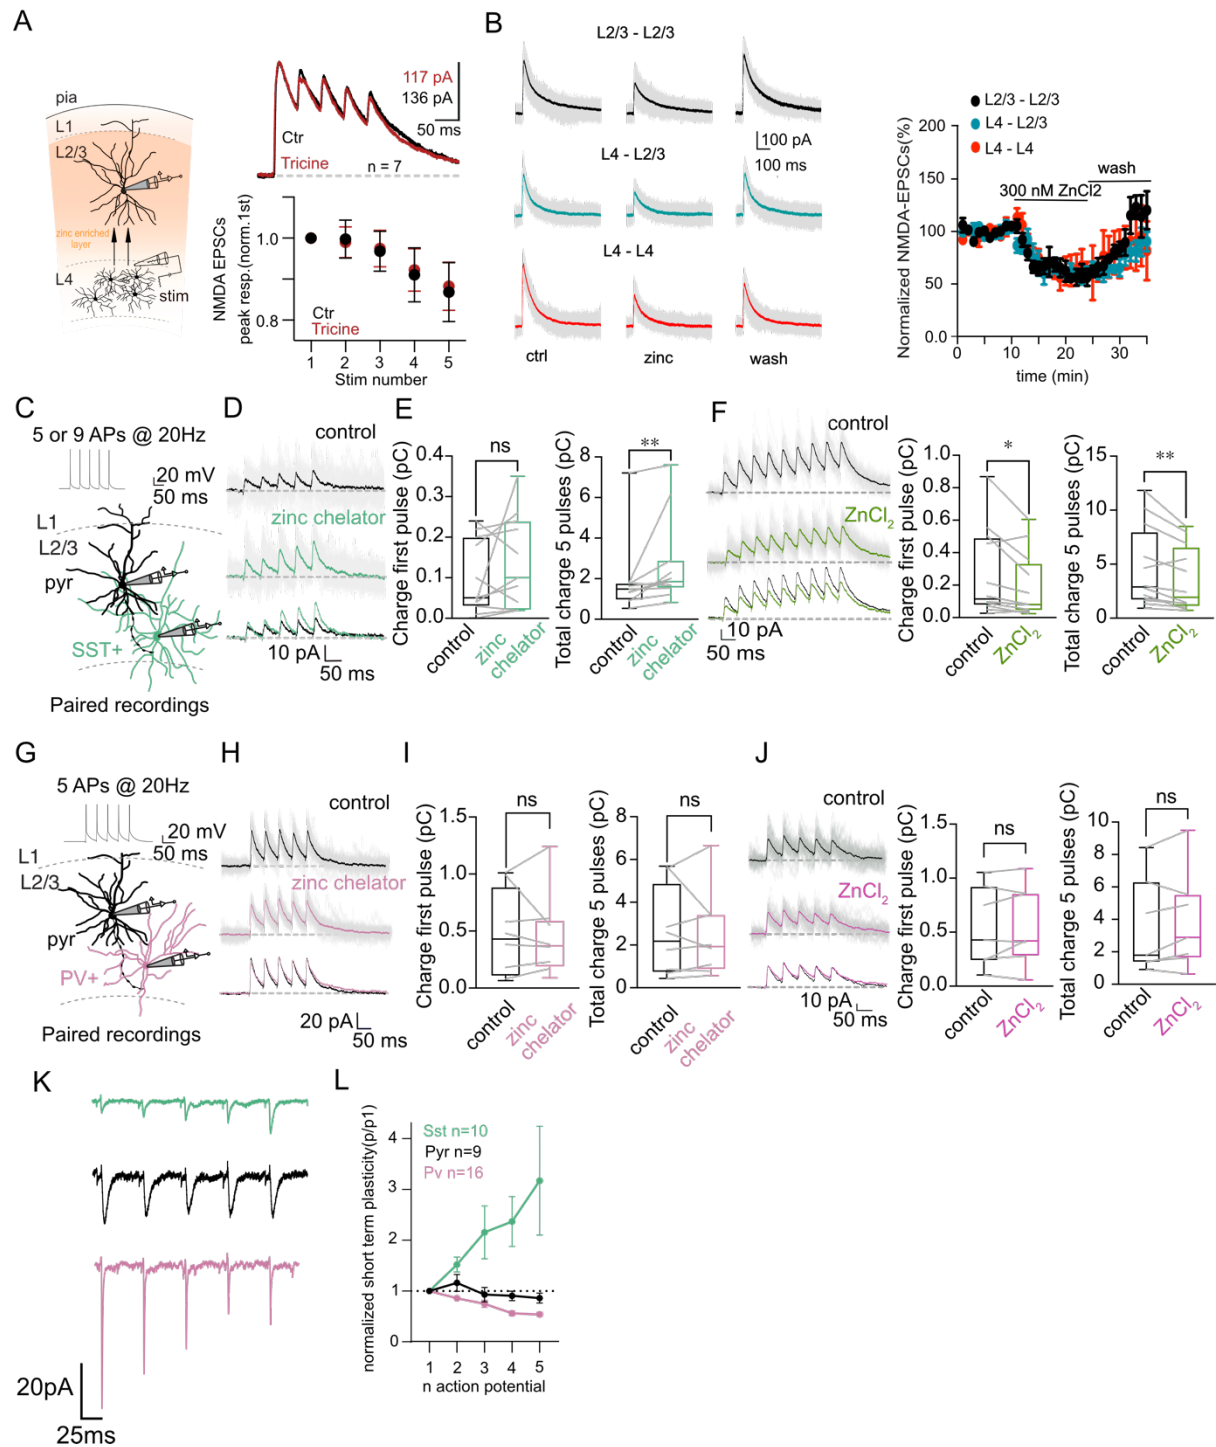 A
pia
L1
L2/3
zinc enriched
layer
L4
stim
117 pA
136 pA
50 ms
Ctr
Tricine
n = 7
NMDA EPSCs
peak resp.(norm.1st)
1.0
0.8
Ctr
Tricine
1 2 3 4 5
Stim number
B
L2/3 - L2/3
100 pA
100 ms
L4 - L2/3
L4 - L4
ctrl zinc wash
L2/3 - L2/3
L4 - L2/3
L4 - L4
Normalized NMDA-EPSCs(%)
200
150
100
50
0.0
300 nM ZnCl2
wash
0 10 20 30
time (min)
C
5 or 9 APs @ 20Hz
20 mV
50 ms
L1
L2/3
pyr
SST+
Paired recordings
D
control
zinc chelator
10 pA
50 ms
E
Charge first pulse (pC)
0.4
0.3
0.2
0.1
0.0
ns
control
zinc
chelator
Total charge 5 pulses (pC)
8
6
4
2
0
**
control
zinc
chelator
F
control
ZnCl2
10 pA
50 ms
Charge first pulse (pC)
1.0
0.8
0.6
0.4
0.2
0.0
*
control
ZnCl2
Total charge 5 pulses (pC)
15
10
5
0
**
control
ZnCl2
G
5 APs @ 20Hz
20 mV
50 ms
L1
L2/3
pyr
PV+
Paired recordings
H
control
zinc chelator
20 pA
50 ms
I
Charge first pulse (pC)
1.5
1.0
0.5
0.0
ns
control
zinc
chelator
Total charge 5 pulses (pC)
8
6
4
2
0
ns
control
zinc
chelator
J
control
ZnCl2
10 pA
50 ms
Charge first pulse (pC)
1.5
1.0
0.5
0.0
ns
control
ZnCl2
Total charge 5 pulses (pC)
10
8
6
4
2
0
ns
control
ZnCl2
K
20pA
25ms
L
normalized short term plasticity(p/p1)
4
3
2
1
0
Sst n=10
Pyr n=9
Pv n=16
1 2 3 4 5
n action potential